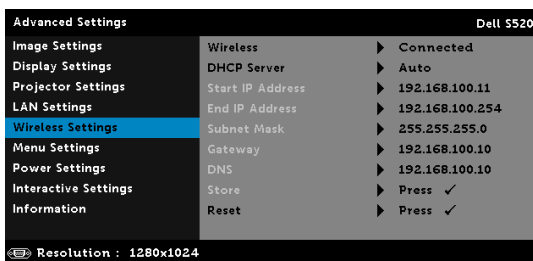 Advanced Settings Dell S520
Image Settings
Display Settings
Projector Settings
LAN Settings
Wireless Settings
Menu Settings
Power Settings
Interactive Settings
Information
Wireless Connected
DHCP Server Auto
Start IP Address 192.168.100.11
End IP Address 192.168.100.254
Subnet Mask 255.255.255.0
Gateway 192.168.100.10
DNS 192.168.100.10
Store Press ✓
Reset Press ✓
Resolution : 1280x1024